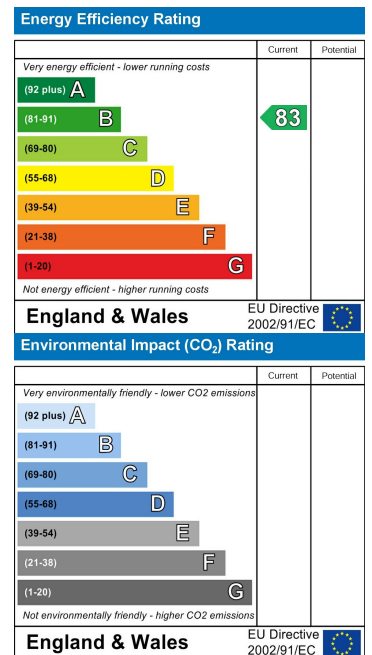 Energy Efficiency Rating
Current Potential
Very energy efficient - lower running costs
(92 plus) A
(81-91) B
83
(69-80) C
(55-68) D
(39-54) E
(21-38) F
(1-20) G
Not energy efficient - higher running costs
England & Wales
EU Directive
2002/91/EC
Environmental Impact (CO₂) Rating
Current Potential
Very environmentally friendly - lower CO2 emissions
(92 plus) A
(81-91) B
(69-80) C
(55-68) D
(39-54) E
(21-38) F
(1-20) G
Not environmentally friendly - higher CO2 emissions
England & Wales
EU Directive
2002/91/EC